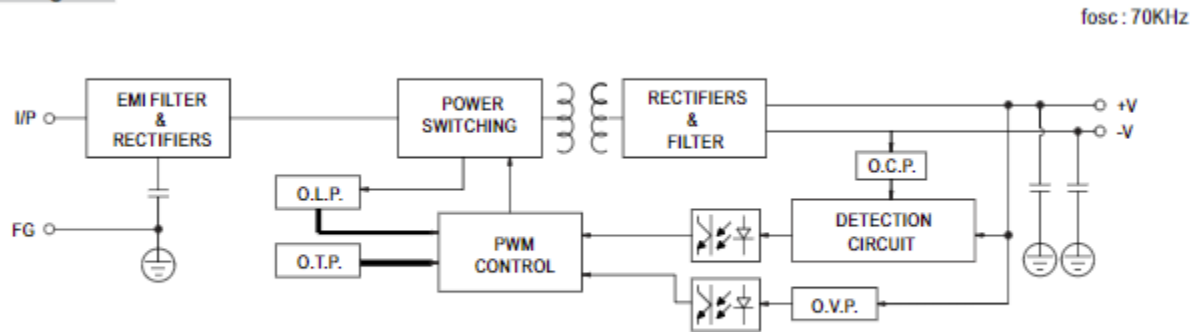 fosc : 70KHz
I/P
EMI FILTER
&
RECTIFIERS
POWER
SWITCHING
RECTIFIERS
&
FILTER
+V
-V
O.C.P.
O.L.P.
FG
PWM
CONTROL
DETECTION
CIRCUIT
O.T.P.
O.V.P.